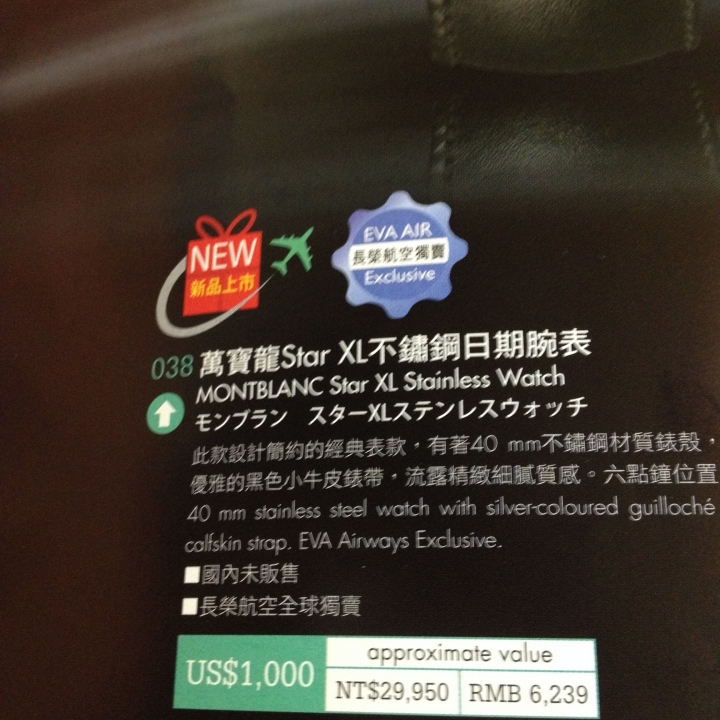 NEW
新品上市
EVA AIR
長榮航空獨賣
Exclusive
038 萬寶龍Star XL不鏽鋼日期腕表
MONTBLANC Star XL Stainless Watch
モンブラン スターXLステンレスウォッチ
此款設計簡約的經典表款，有著40 mm不鏽鋼材質錶殼，
優雅的黑色小牛皮錶帶，流露精緻細膩質感。六點鐘位置
40 mm stainless steel watch with silver-coloured guilloché
calfskin strap. EVA Airways Exclusive.
■國內未販售
■長榮航空全球獨賣
US$1,000
approximate value
NT$29,950 RMB 6,239